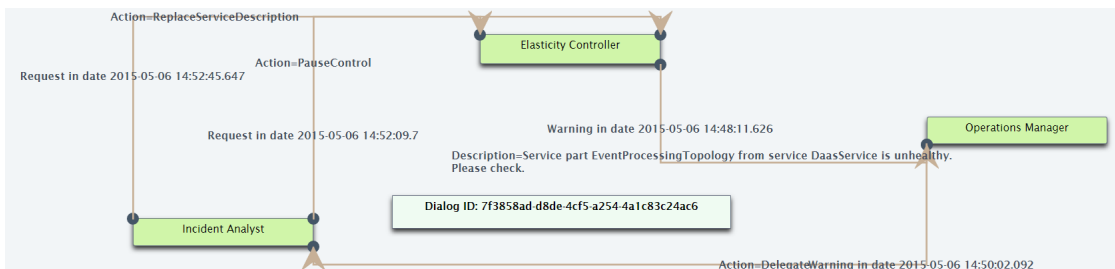 Action=ReplaceServiceDescription
Elasticity Controller
Action=PauseControl
Request in date 2015-05-06 14:52:45.647
Request in date 2015-05-06 14:52:09.7
Warning in date 2015-05-06 14:48:11.626
Operations Manager
Description=Service part EventProcessingTopology from service DaasService is unhealthy.
Please check.
Dialog ID: 7f3858ad-d8de-4cf5-a254-4a1c83c24ac6
Incident Analyst
Action=DelegateWarning in date 2015-05-06 14:50:02.092